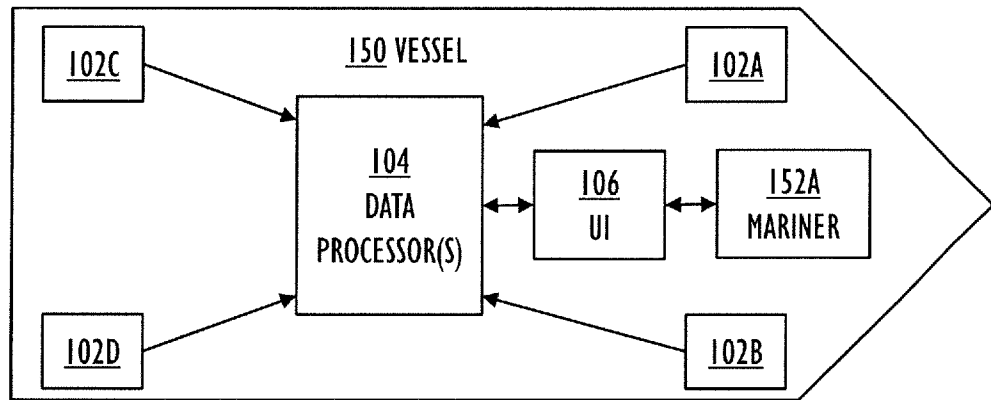 102C
150 VESSEL
102A
104
DATA
PROCESSOR(S)
106
UI
152A
MARINER
102D
102B